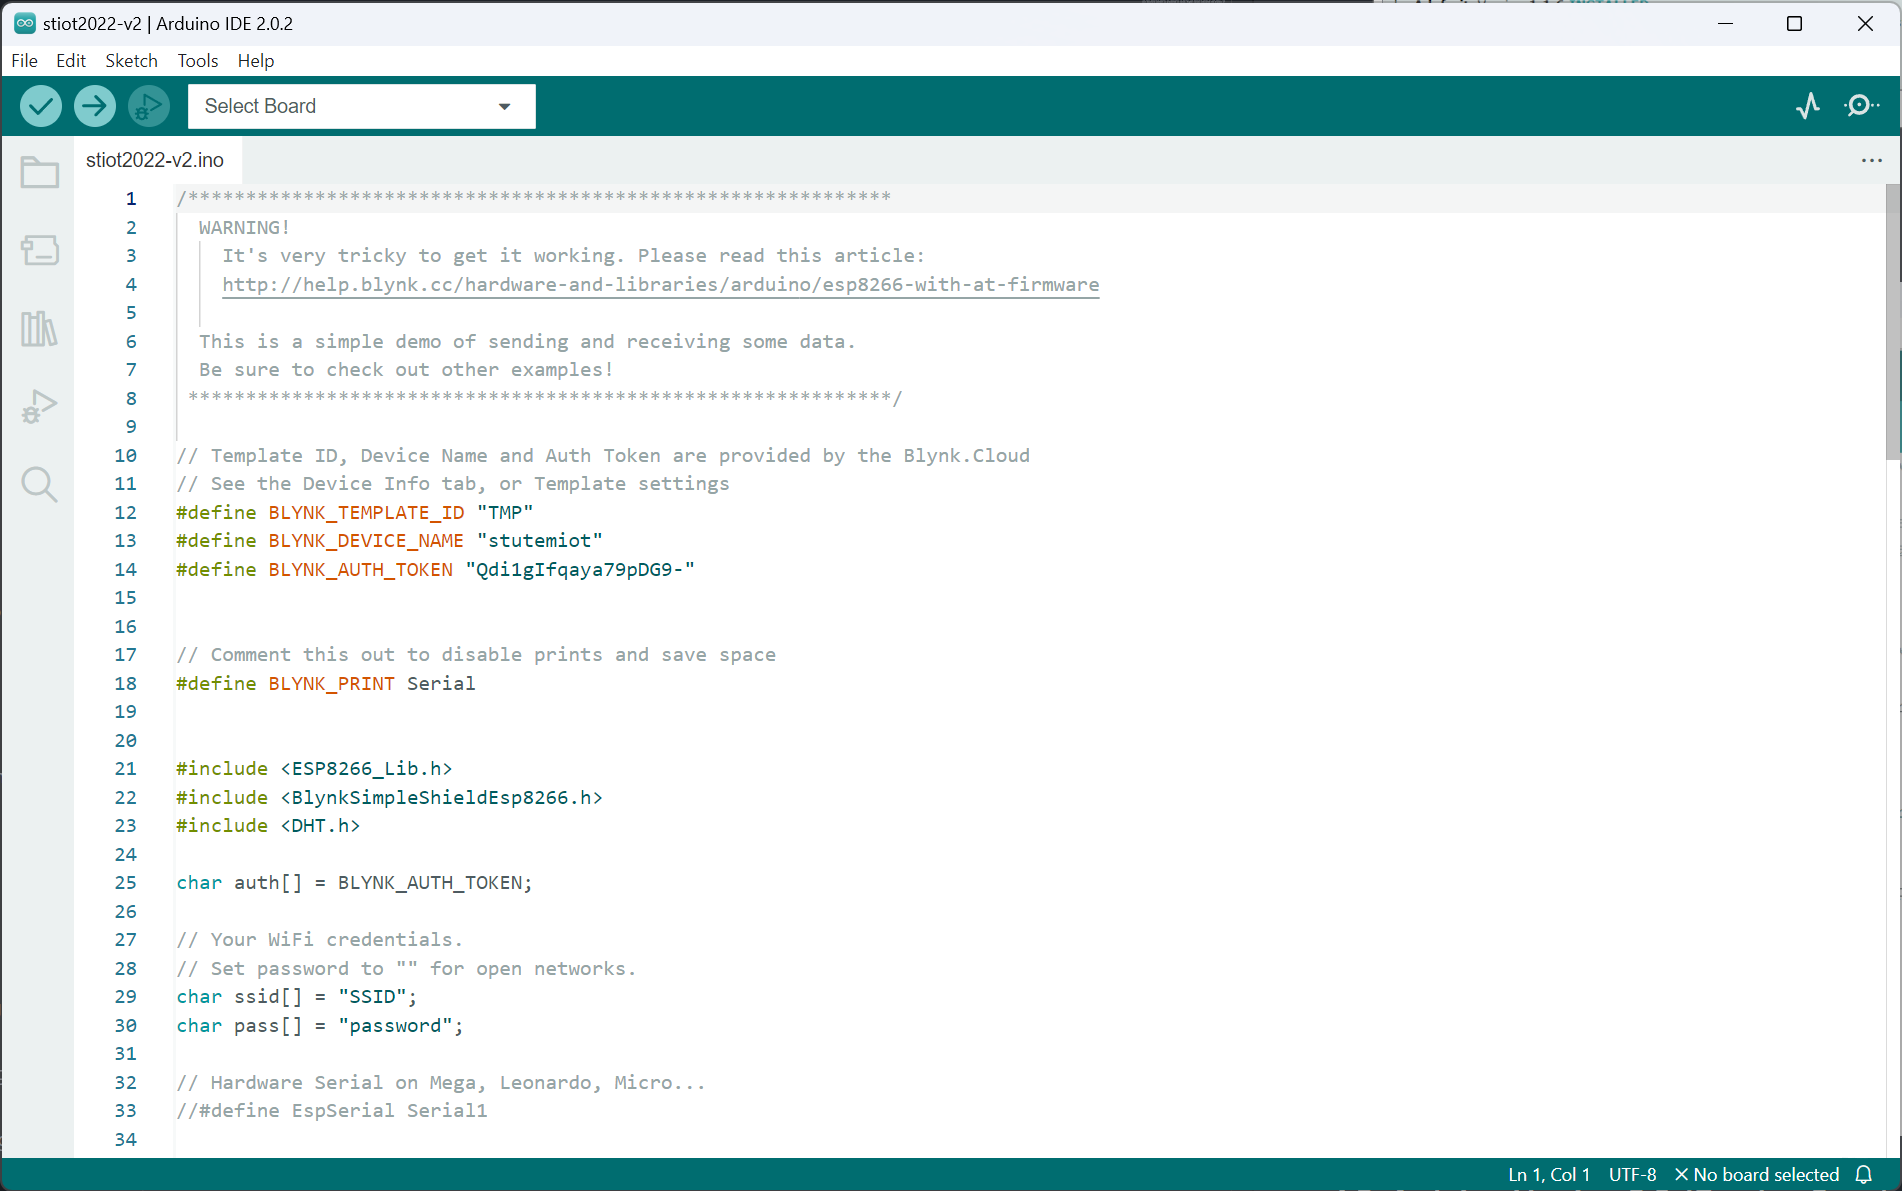 stiot2022-v2 | Arduino IDE 2.0.2
File Edit Sketch Tools Help
Select Board
stiot2022-v2.ino
1 /*************************************************************
2 WARNING!
3 It's very tricky to get it working. Please read this article:
4 http://help.blynk.cc/hardware-and-libraries/arduino/esp8266-with-at-firmware
5
6 This is a simple demo of sending and receiving some data.
7 Be sure to check out other examples!
8 *************************************************************/
9
10 // Template ID, Device Name and Auth Token are provided by the Blynk.Cloud
11 // See the Device Info tab, or Template settings
12 #define BLYNK_TEMPLATE_ID "TMP"
13 #define BLYNK_DEVICE_NAME "stutemiot"
14 #define BLYNK_AUTH_TOKEN "Qdi1gIfqaya79pDG9-"
15
16
17 // Comment this out to disable prints and save space
18 #define BLYNK_PRINT Serial
19
20
21 #include <ESP8266_Lib.h>
22 #include <BlynkSimpleShieldEsp8266.h>
23 #include <DHT.h>
24
25 char auth[] = BLYNK_AUTH_TOKEN;
26
27 // Your WiFi credentials.
28 // Set password to "" for open networks.
29 char ssid[] = "SSID";
30 char pass[] = "password";
31
32 // Hardware Serial on Mega, Leonardo, Micro...
33 //#define EspSerial Serial1
34
Ln 1, Col 1 UTF-8 No board selected